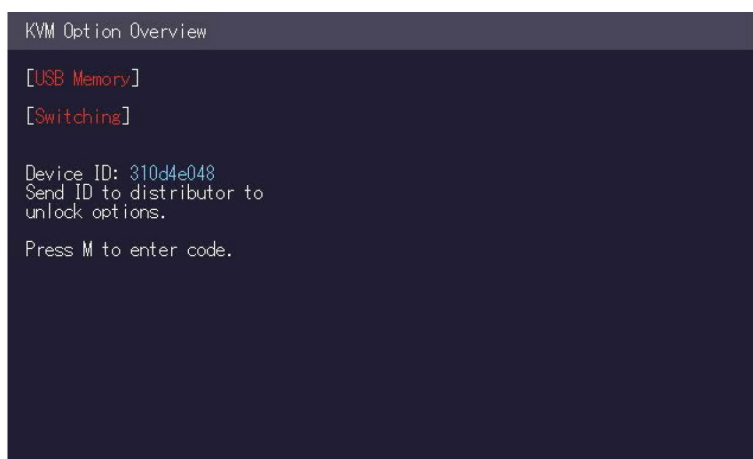 KVM Option Overview
[USB Memory]
[Switching]
Device ID: 310d4e048
Send ID to distributor to
unlock options.
Press M to enter code.